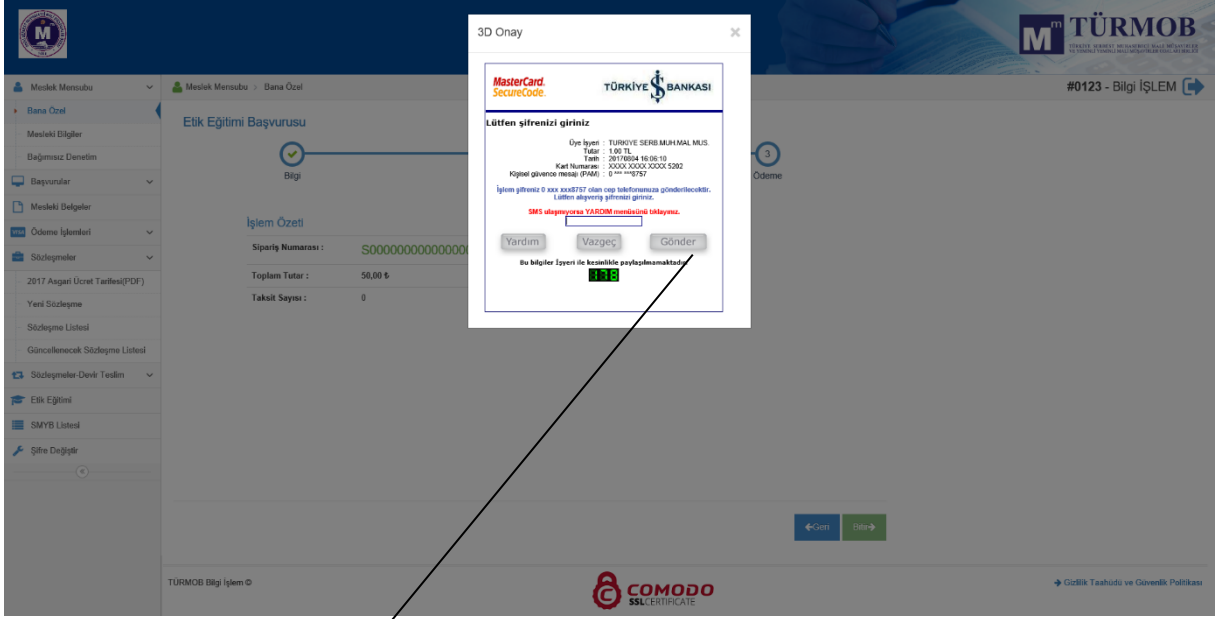 TÜRMOB
Meslek Mensubu
Meslek Mensubu > Bana Özel
#0123 - Bilgi İŞLEM
Bana Özel
Mesleki Bilgiler
Bağımsız Denetim
Başvurular
Mesleki Belgeler
VISA Ödeme İşlemleri
Sözleşmeler
2017 Asgari Ücret Tarifesi(PDF)
Yeni Sözleşme
Sözleşme Listesi
Güncellenecek Sözleşme Listesi
Sözleşmeler-Devir Teslim
Etik Eğitimi
SMYB Listesi
Şifre Değiştir
Etik Eğitimi Başvurusu
Bilgi
3
Ödeme
İşlem Özeti
Sipariş Numarası :
Toplam Tutar : 50,00 ₺
Taksit Sayısı : 0
3D Onay
×
MasterCard.
SecureCode.
TÜRKİYE İŞ BANKASI
Lütfen şifrenizi giriniz
Üye İşyeri : TURKIYE SERB.MUH.MAL MUS.
Tutar : 1.00 TL
Tarih : 20170804 16:06:10
Kart Numarası : XXXX XXXX XXXX 5202
Kişisel güvence mesajı (PAM) : 0 *** ***8757
İşlem şifreniz 0 xxx xxx8757 olan cep telefonunuza gönderilecektir.
Lütfen alışveriş şifrenizi giriniz.
SMS ulaşmıyorsa YARDIM menüsünü tıklayınız.
Yardım Vazgeç Gönder
Bu bilgiler İşyeri ile kesinlikle paylaşılmamaktadır
178
Geri Bitir
TÜRMOB Bilgi İşlem ©
COMODO
SSL CERTIFICATE
Gizlilik Taahüdü ve Güvenlik Politikası